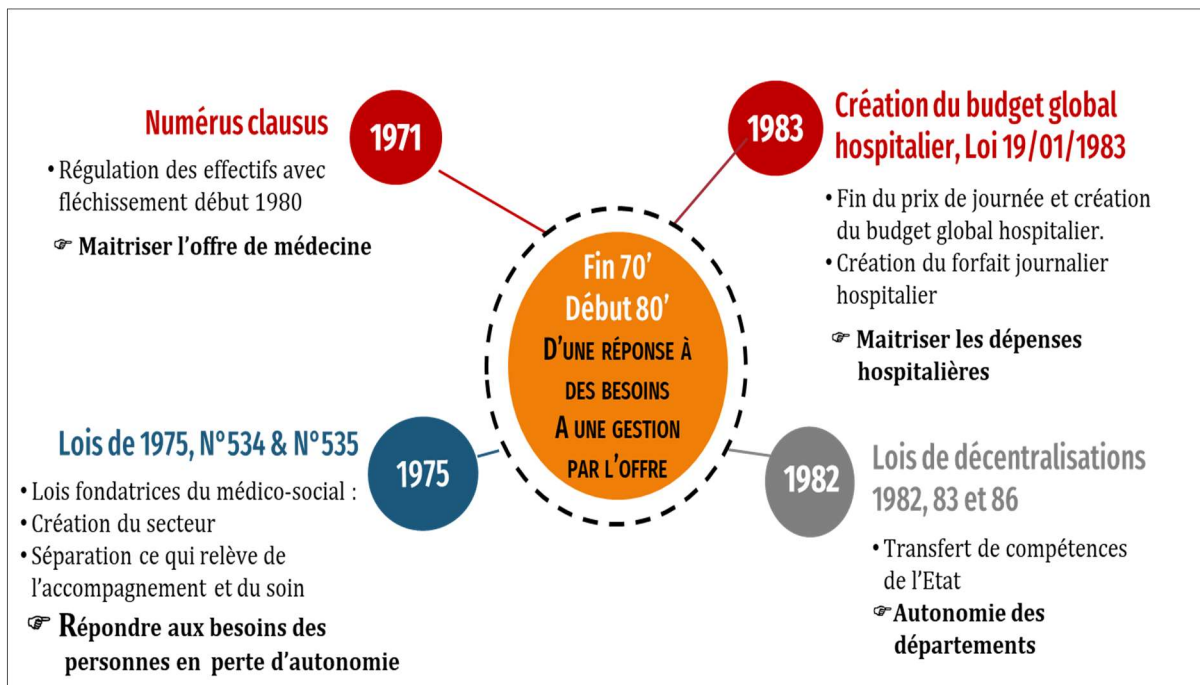 Numérus clausus
1971
• Régulation des effectifs avec
fléchissement début 1980
☞ Maitriser l’offre de médecine
1983
Création du budget global
hospitalier, Loi 19/01/1983
• Fin du prix de journée et création
du budget global hospitalier.
• Création du forfait journalier
hospitalier
☞ Maitriser les dépenses
hospitalières
Fin 70’
Début 80’
D’UNE RÉPONSE À
DES BESOINS
A UNE GESTION
PAR L’OFFRE
Lois de 1975, N°534 & N°535
1975
• Lois fondatrices du médico-social :
• Création du secteur
• Séparation ce qui relève de
l’accompagnement et du soin
☞ Répondre aux besoins des
personnes en perte d’autonomie
1982
Lois de décentralisations
1982, 83 et 86
• Transfert de compétences
de l’Etat
☞Autonomie des
départements